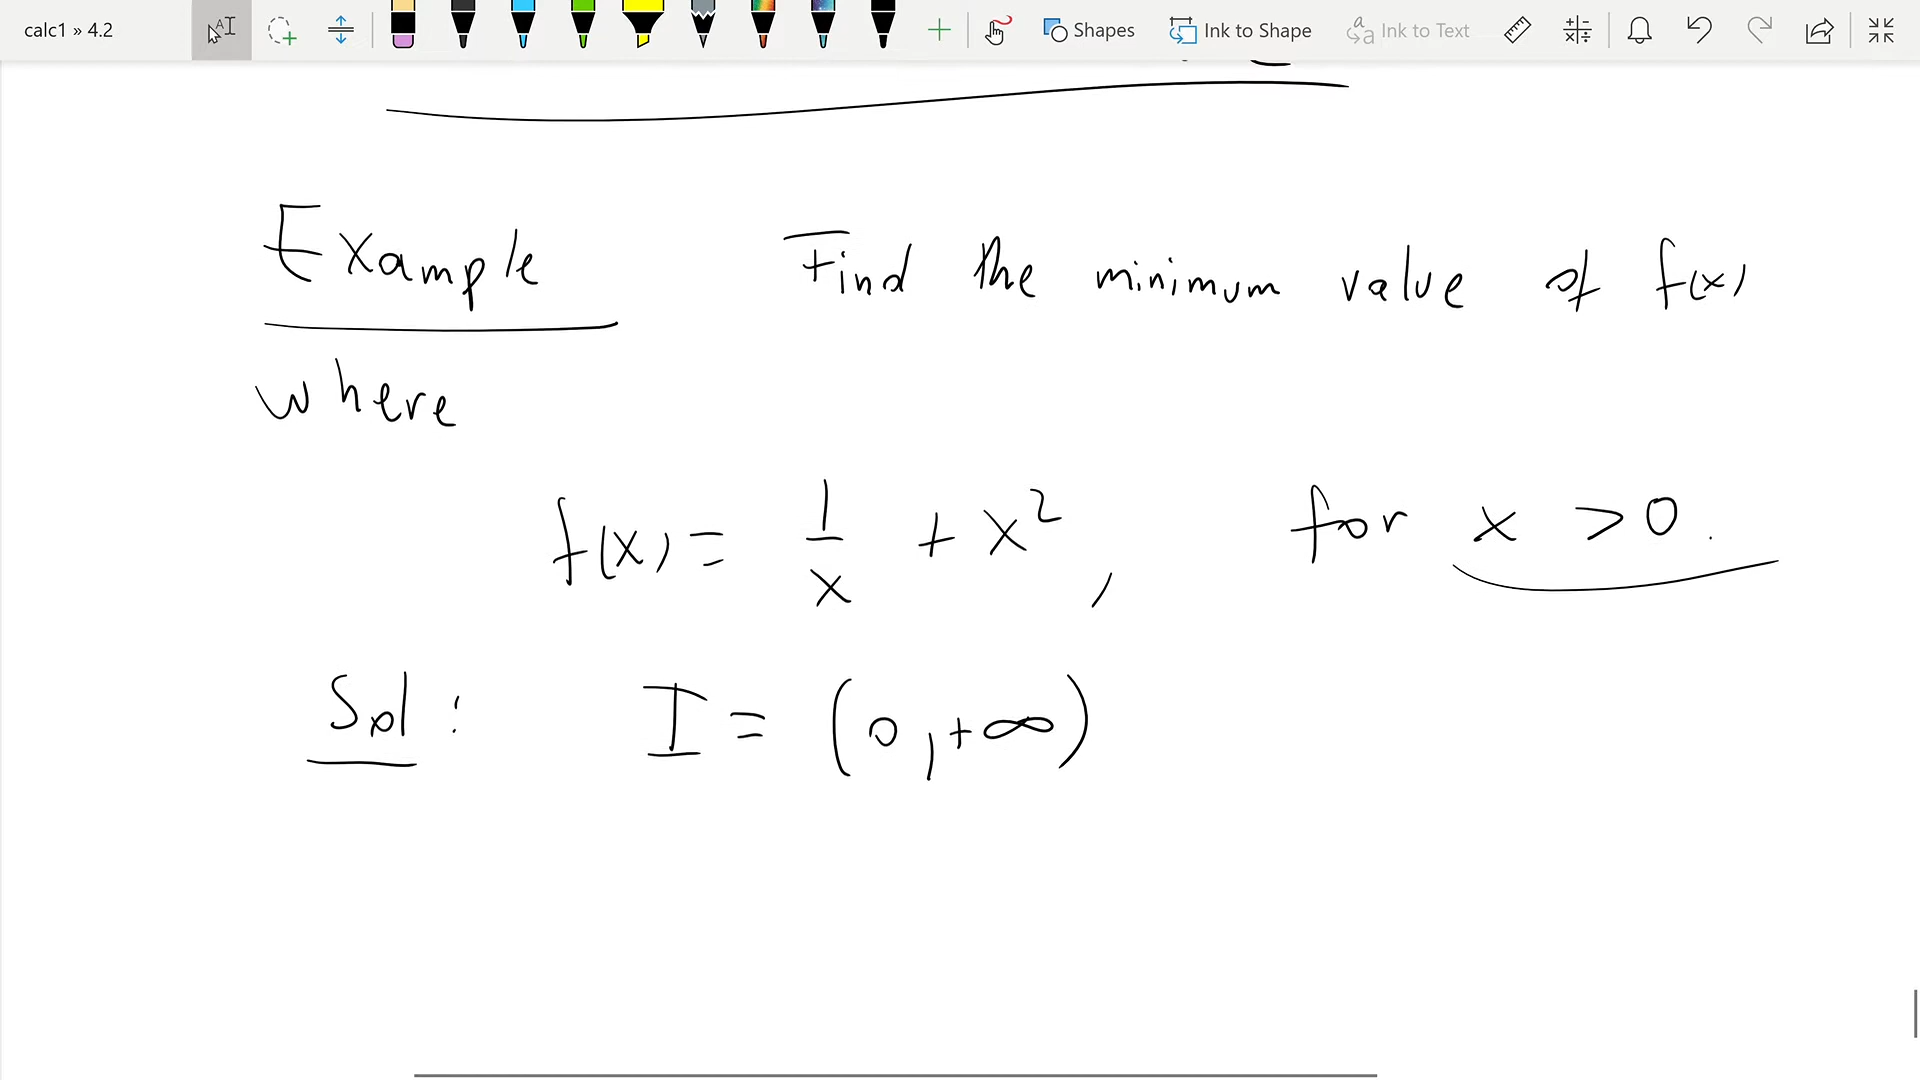 calc1 » 4.2 Shapes Ink to Shape Ink to Text
Example Find the minimum value of f(x)
where
f(x) = 1/x + x², for x > 0.
Sol : I = (0, +∞)